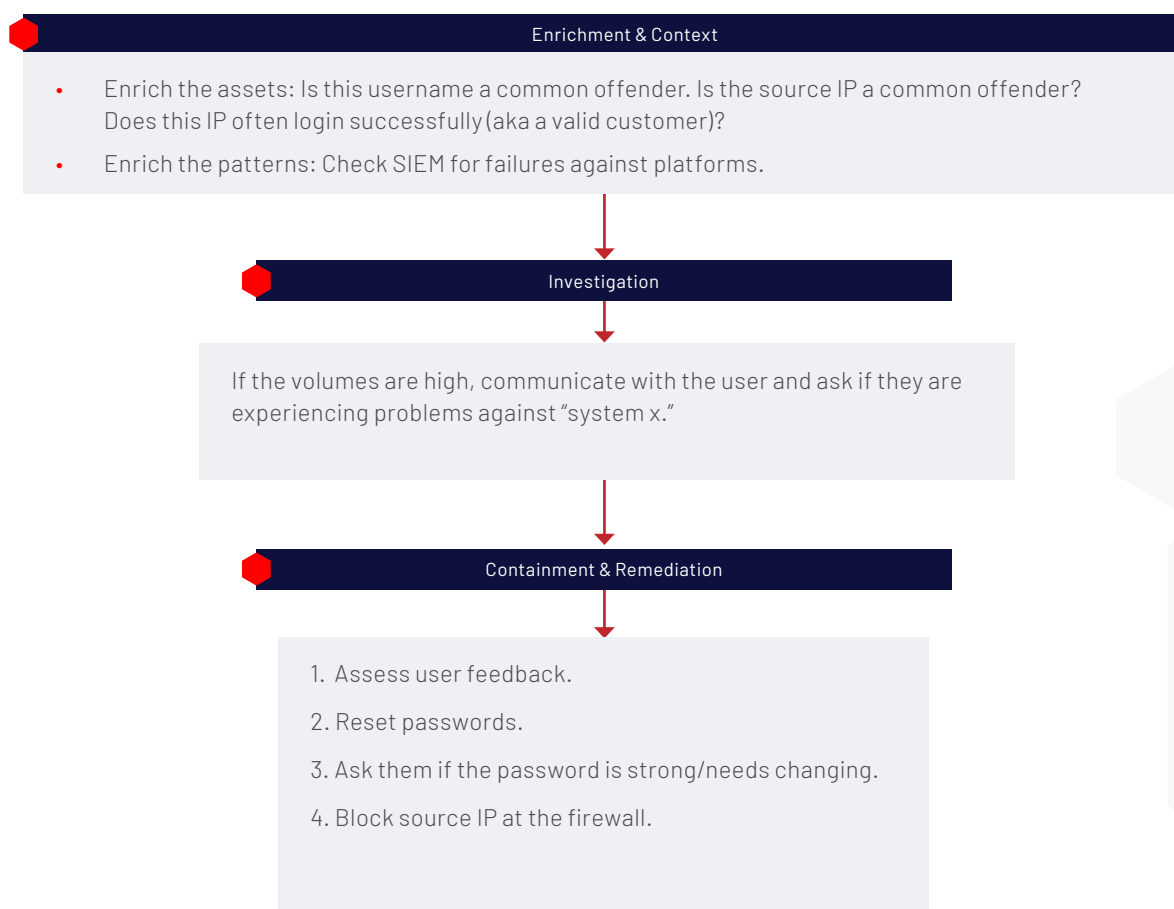 Enrichment & Context
• Enrich the assets: Is this username a common offender. Is the source IP a common offender?
Does this IP often login successfully (aka a valid customer)?
• Enrich the patterns: Check SIEM for failures against platforms.
Investigation
If the volumes are high, communicate with the user and ask if they are
experiencing problems against “system x.”
Containment & Remediation
1. Assess user feedback.
2. Reset passwords.
3. Ask them if the password is strong/needs changing.
4. Block source IP at the firewall.